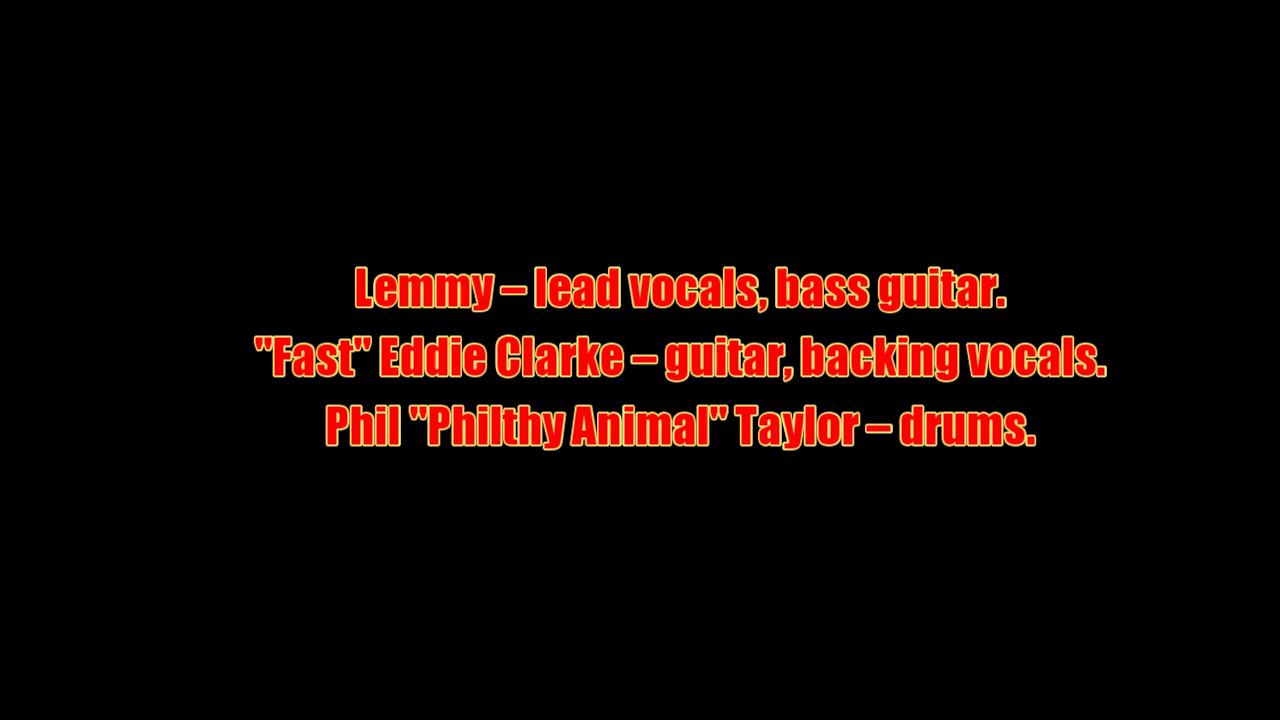 Lemmy – lead vocals, bass guitar.
"Fast" Eddie Clarke – guitar, backing vocals.
Phil "Philthy Animal" Taylor – drums.